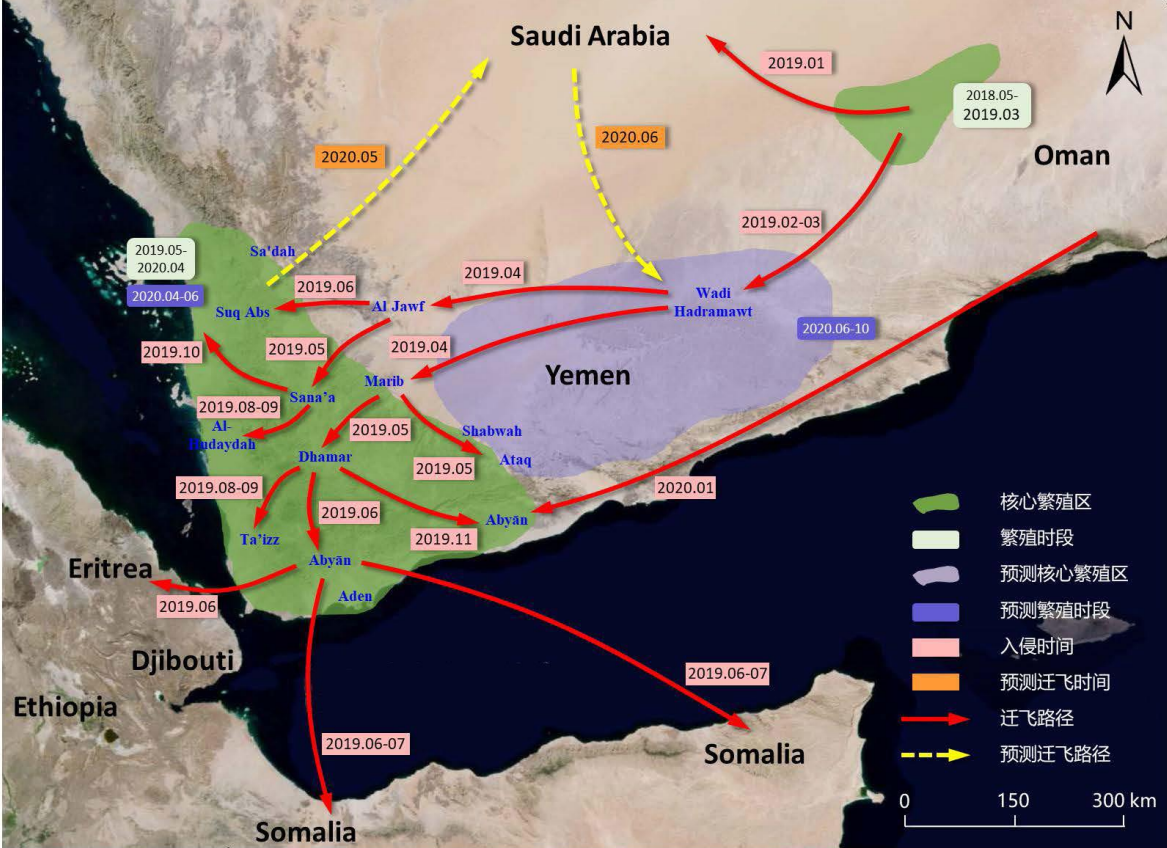 Saudi Arabia
N
2019.01
2018.05-
2019.03
2020.05
2020.06
Oman
2019.02-03
2019.05-
2020.04
Sa'dah
2020.04-06
2019.06
2019.04
Suq Abs
Al Jawf
Wadi
Hadramawt
2020.06-10
2019.10
2019.05
2019.04
Marib
Yemen
Sana’a
2019.08-09
Al-
Hudaydah
2019.05
Shabwah
Dhamar
2019.05
Ataq
2019.08-09
2019.06
2020.01
Abyān
2019.11
Ta’izz
Abyān
Eritrea
Aden
2019.06
Djibouti
2019.06-07
Ethiopia
2019.06-07
Somalia
Somalia
核心繁殖区
繁殖时段
预测核心繁殖区
预测繁殖时段
入侵时间
预测迁飞时间
迁飞路径
预测迁飞路径
0 150 300 km